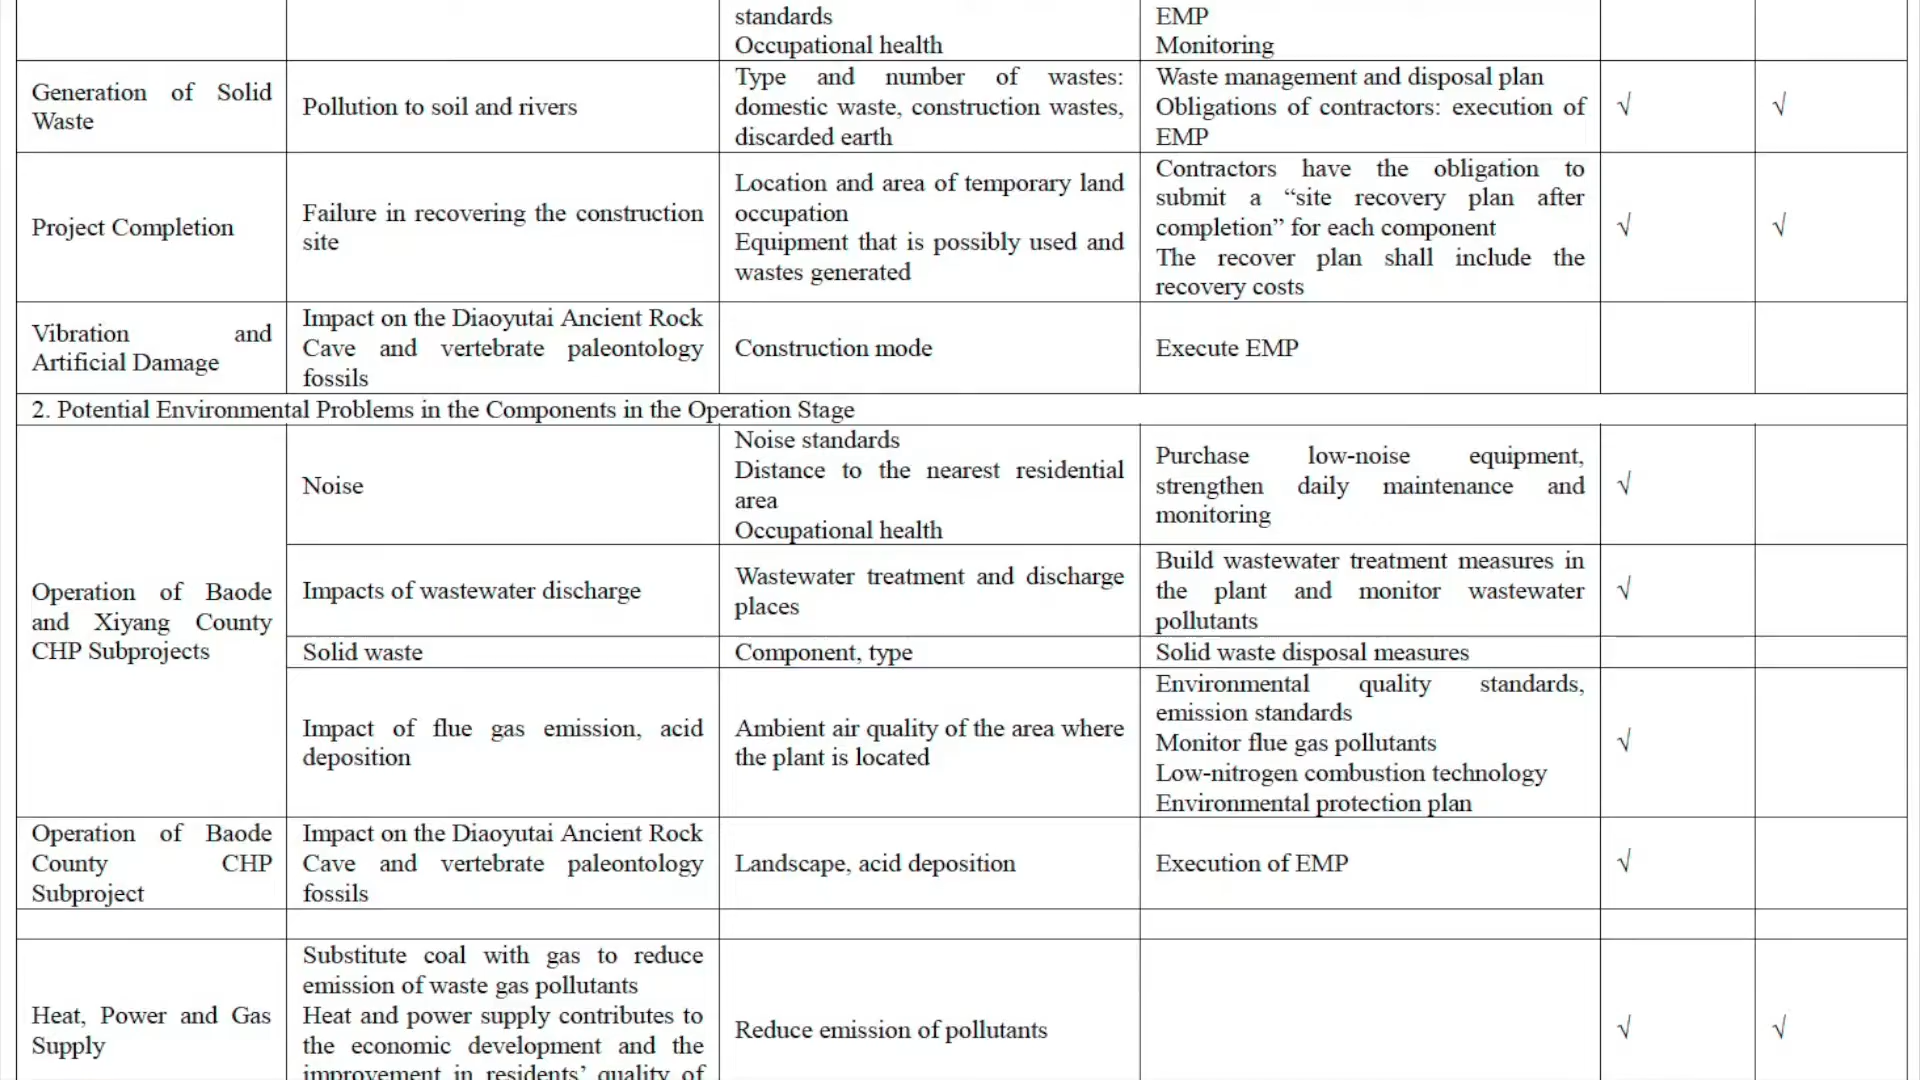 standards
Occupational health
EMP
Monitoring
Generation of Solid
Waste
Pollution to soil and rivers
Type and number of wastes:
domestic waste, construction wastes,
discarded earth
Waste management and disposal plan
Obligations of contractors: execution of
EMP
√
√
Project Completion
Failure in recovering the construction
site
Location and area of temporary land
occupation
Equipment that is possibly used and
wastes generated
Contractors have the obligation to
submit a “site recovery plan after
completion” for each component
The recover plan shall include the
recovery costs
√
√
Vibration and
Artificial Damage
Impact on the Diaoyutai Ancient Rock
Cave and vertebrate paleontology
fossils
Construction mode
Execute EMP
2. Potential Environmental Problems in the Components in the Operation Stage
Operation of Baode
and Xiyang County
CHP Subprojects
Noise
Noise standards
Distance to the nearest residential
area
Occupational health
Purchase low-noise equipment,
strengthen daily maintenance and
monitoring
√
Impacts of wastewater discharge
Wastewater treatment and discharge
places
Build wastewater treatment measures in
the plant and monitor wastewater
pollutants
√
Solid waste
Component, type
Solid waste disposal measures
Impact of flue gas emission, acid
deposition
Ambient air quality of the area where
the plant is located
Environmental quality standards,
emission standards
Monitor flue gas pollutants
Low-nitrogen combustion technology
Environmental protection plan
√
Operation of Baode
County CHP
Subproject
Impact on the Diaoyutai Ancient Rock
Cave and vertebrate paleontology
fossils
Landscape, acid deposition
Execution of EMP
√
Heat, Power and Gas
Supply
Substitute coal with gas to reduce
emission of waste gas pollutants
Heat and power supply contributes to
the economic development and the
improvement in residents’ quality of
Reduce emission of pollutants
√
√